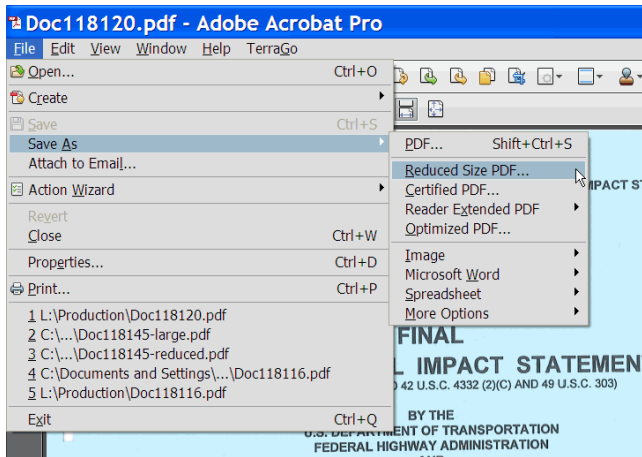 Doc118120.pdf - Adobe Acrobat Pro
File Edit View Window Help TerraGo
Open... Ctrl+O
Create
Save Ctrl+S
Save As
Attach to Email...
Action Wizard
Revert
Close Ctrl+W
Properties... Ctrl+D
Print... Ctrl+P
1 L:\Production\Doc118120.pdf
2 C:\...\Doc118145-large.pdf
3 C:\...\Doc118145-reduced.pdf
4 C:\Documents and Settings\...\Doc118116.pdf
5 L:\Production\Doc118116.pdf
Exit Ctrl+Q
PDF... Shift+Ctrl+S
Reduced Size PDF...
Certified PDF...
Reader Extended PDF
Optimized PDF...
Image
Microsoft Word
Spreadsheet
More Options
IMPACT ST
FINAL
L IMPACT STATEMEN
42 U.S.C. 4332 (2)(C) AND 49 U.S.C. 303)
BY THE
U.S. DEPARTMENT OF TRANSPORTATION
FEDERAL HIGHWAY ADMINISTRATION